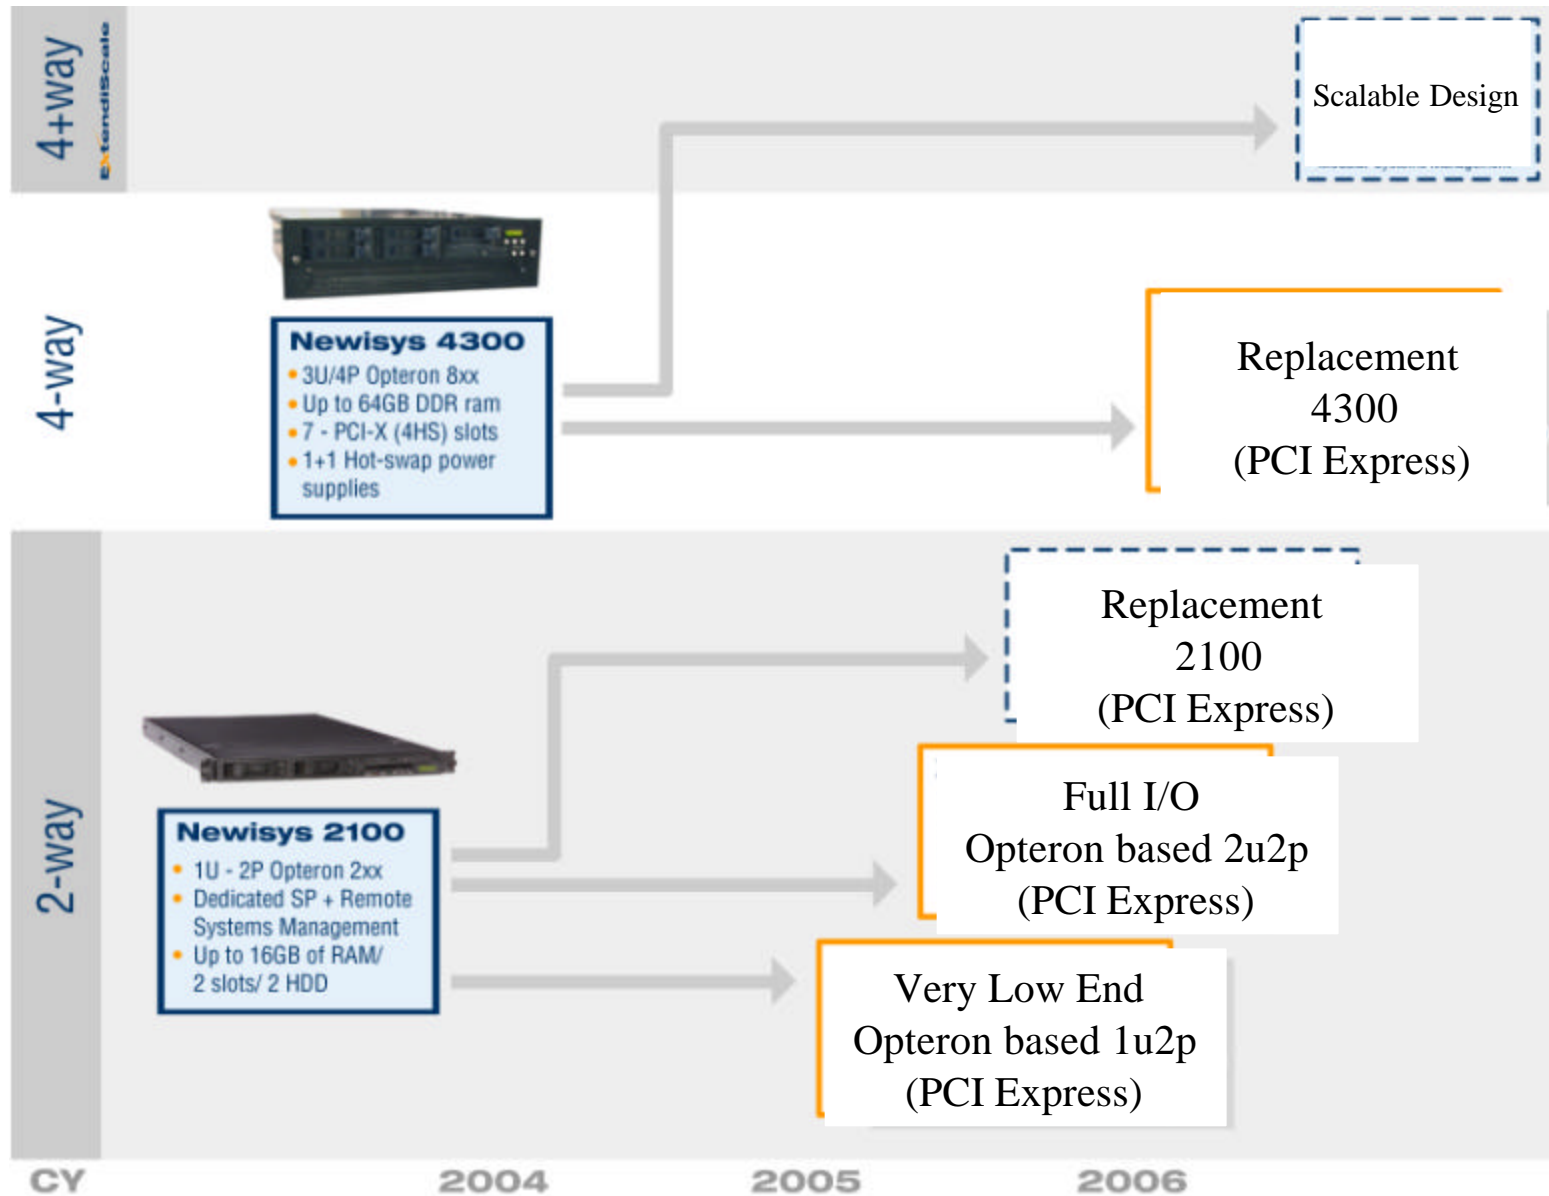 4+way
ExtendiScale
Scalable Design
4-way
Newisys 4300
• 3U/4P Opteron 8xx
• Up to 64GB DDR ram
• 7 - PCI-X (4HS) slots
• 1+1 Hot-swap power
supplies
Replacement
4300
(PCI Express)
2-way
Replacement
2100
(PCI Express)
Newisys 2100
• 1U - 2P Opteron 2xx
• Dedicated SP + Remote
Systems Management
• Up to 16GB of RAM/
2 slots/ 2 HDD
Full I/O
Opteron based 2u2p
(PCI Express)
Very Low End
Opteron based 1u2p
(PCI Express)
CY
2004
2005
2006